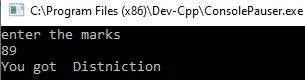 C:\Program Files (x86)\Dev-Cpp\ConsolePauser.exe
enter the marks
89
You got  Distniction